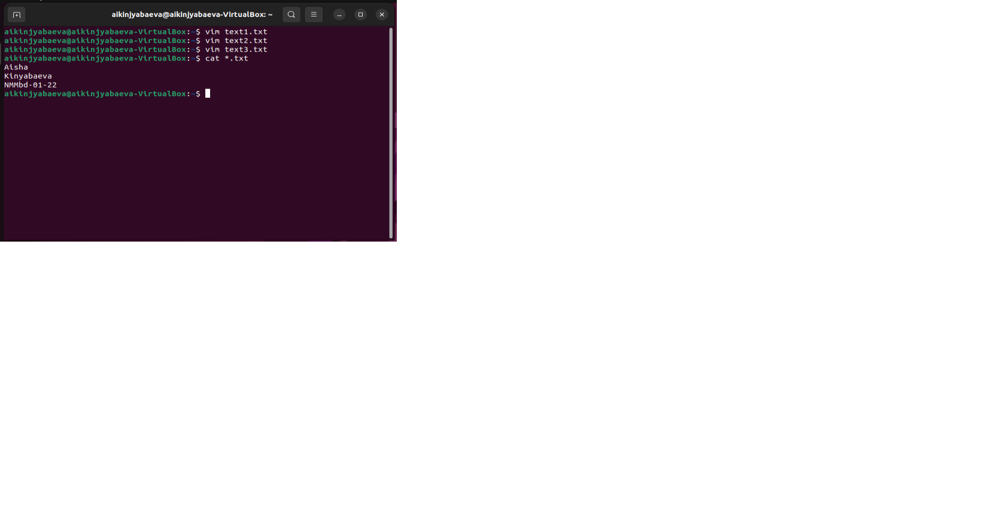 aikinjyabaeva@aikinjyabaeva-VirtualBox: ~
aikinjyabaeva@aikinjyabaeva-VirtualBox:~$ vim text1.txt
aikinjyabaeva@aikinjyabaeva-VirtualBox:~$ vim text2.txt
aikinjyabaeva@aikinjyabaeva-VirtualBox:~$ vim text3.txt
aikinjyabaeva@aikinjyabaeva-VirtualBox:~$ cat *.txt
Aisha
Kinyabaeva
NMMbd-01-22
aikinjyabaeva@aikinjyabaeva-VirtualBox:~$